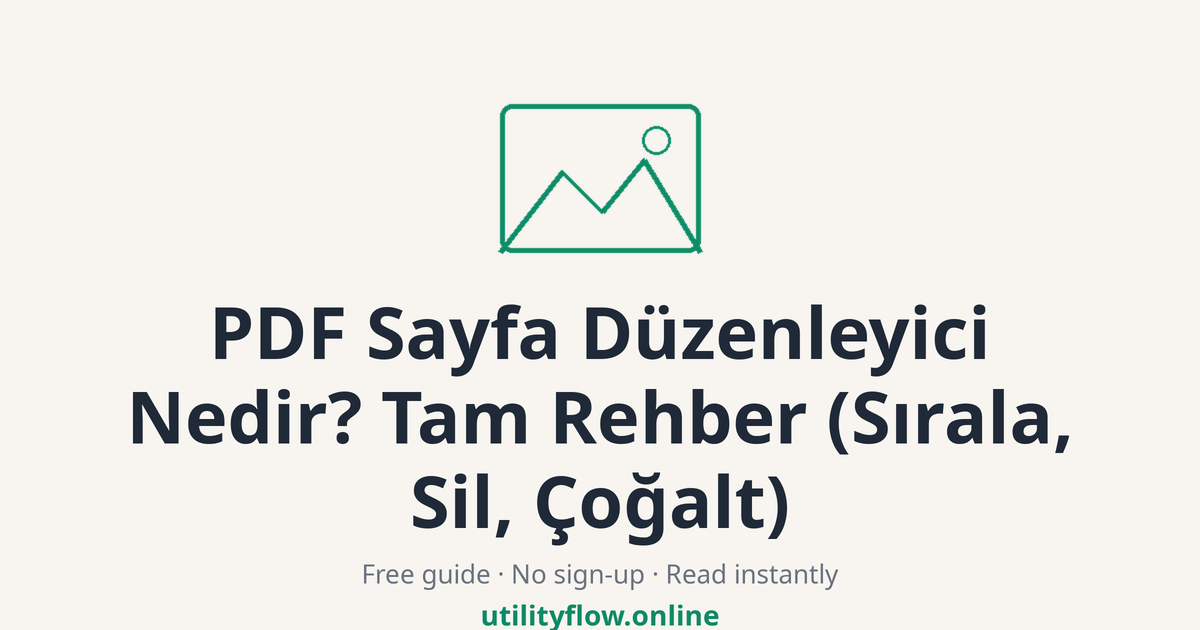 PDF Sayfa Düzenleyici
Nedir? Tam Rehber (Sırala,
Sil, Çoğalt)
Free guide · No sign-up · Read instantly
utilityflow.online